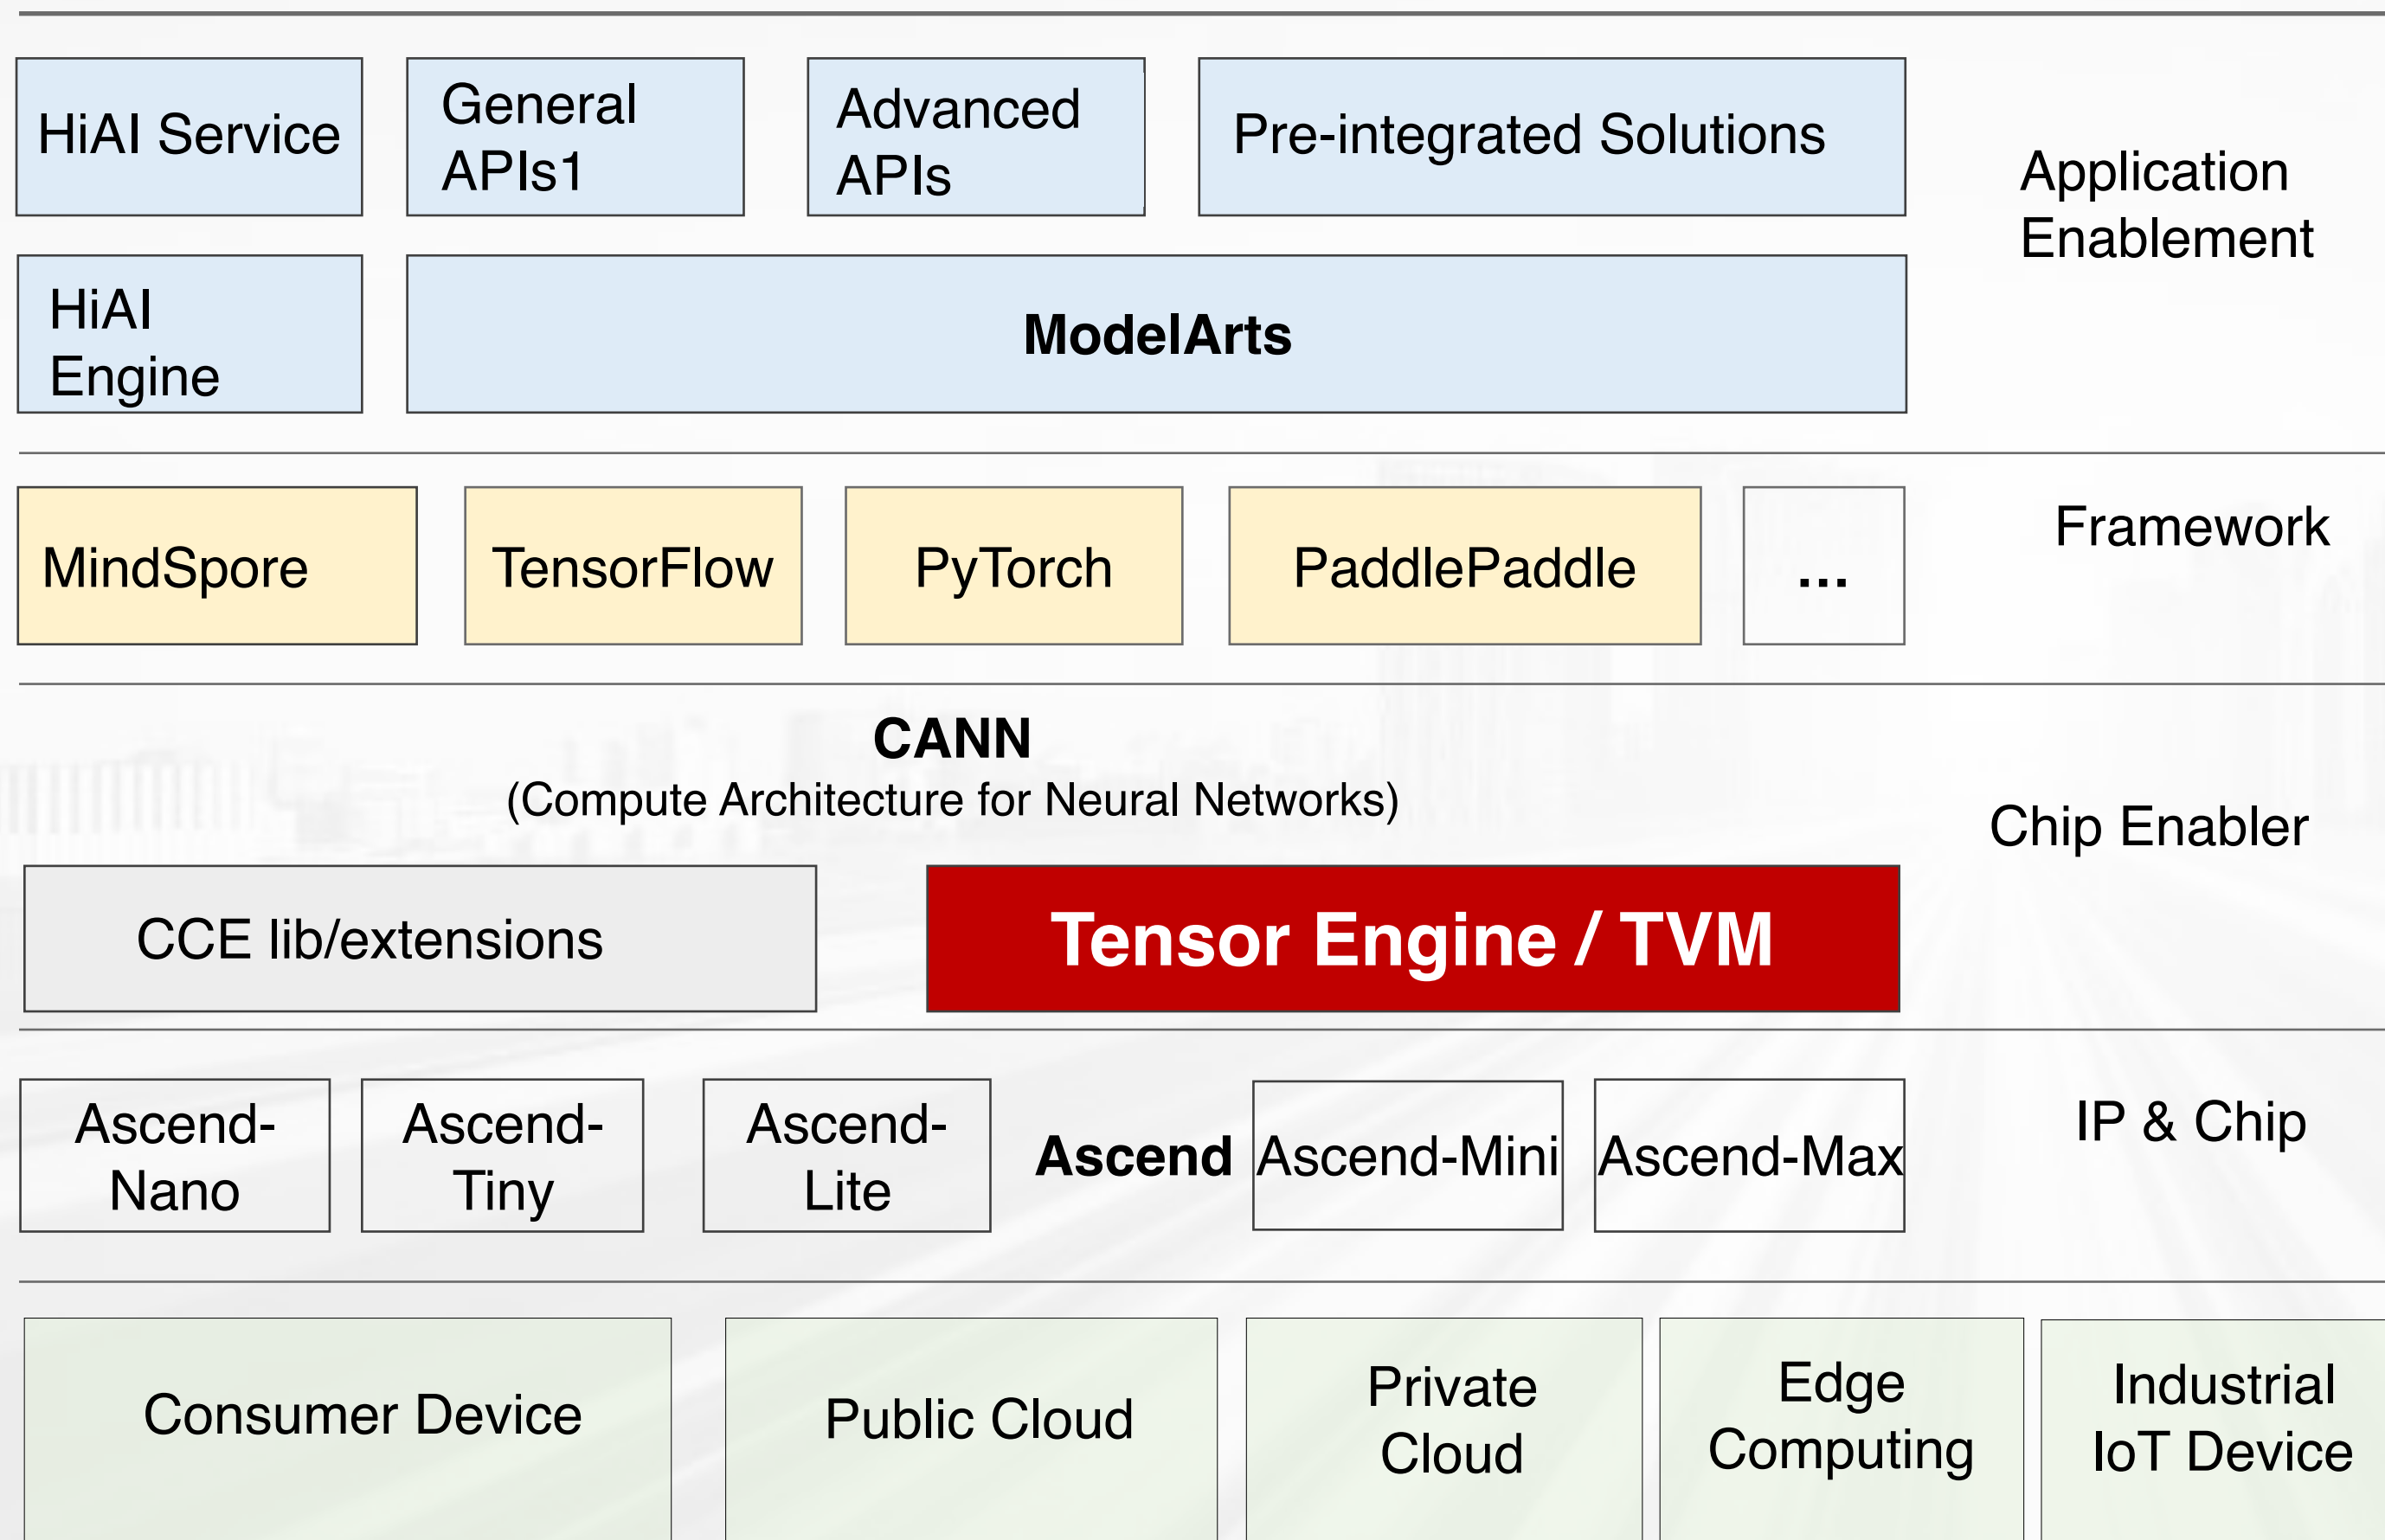 HiAI Service
General
APIs1
Advanced
APIs
Pre-integrated Solutions
Application
Enablement
HiAI
Engine
ModelArts
MindSpore
TensorFlow
PyTorch
PaddlePaddle
...
Framework
CANN
(Compute Architecture for Neural Networks)
Chip Enabler
CCE lib/extensions
Tensor Engine / TVM
Ascend-
Nano
Ascend-
Tiny
Ascend-
Lite
Ascend
Ascend-Mini
Ascend-Max
IP & Chip
Consumer Device
Public Cloud
Private
Cloud
Edge
Computing
Industrial
IoT Device